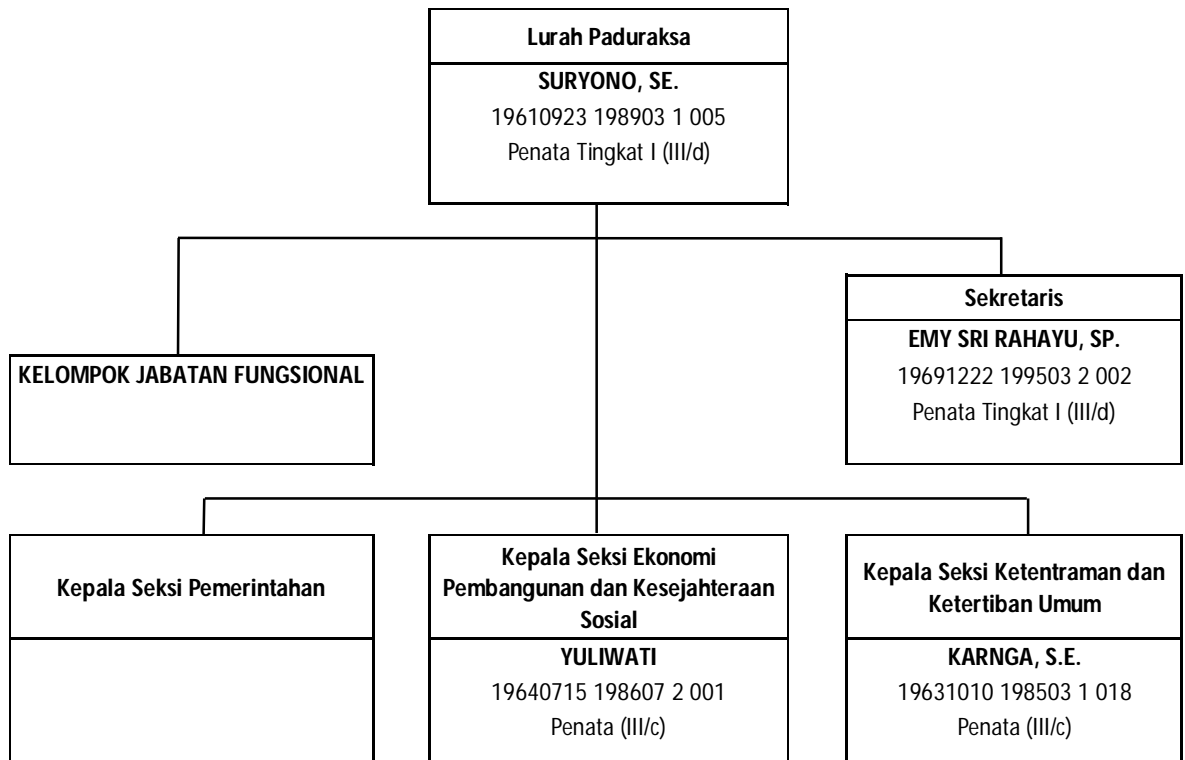 Lurah Paduraksa
SURYONO, SE.
19610923 198903 1 005
Penata Tingkat I (III/d)
Sekretaris
EMY SRI RAHAYU, SP.
19691222 199503 2 002
Penata Tingkat I (III/d)
KELOMPOK JABATAN FUNGSIONAL
Kepala Seksi Pemerintahan
Kepala Seksi Ekonomi
Pembangunan dan Kesejahteraan
Sosial
YULIWATI
19640715 198607 2 001
Penata (III/c)
Kepala Seksi Ketentraman dan
Ketertiban Umum
KARNGA, S.E.
19631010 198503 1 018
Penata (III/c)